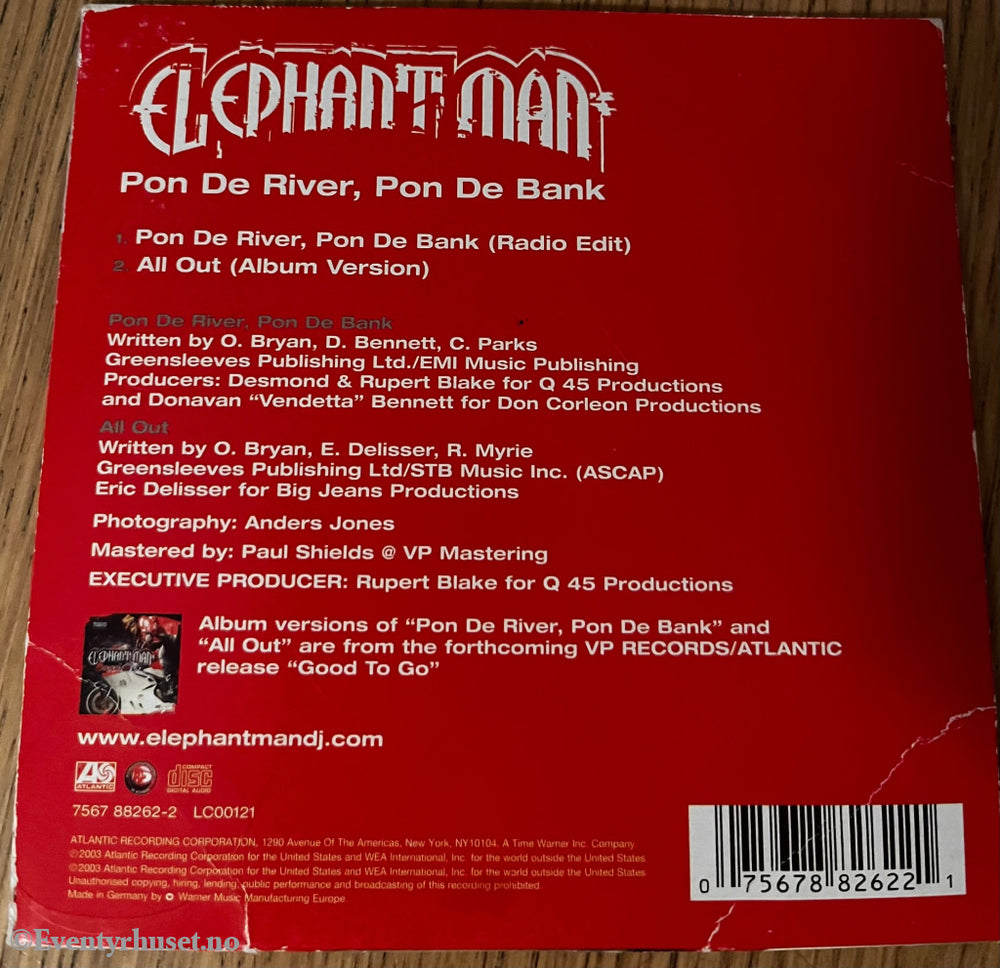 ELEPHANT MAN
Pon De River, Pon De Bank
1. Pon De River, Pon De Bank (Radio Edit)
2. All Out (Album Version)
Pon De River, Pon De Bank
Written by O. Bryan, D. Bennett, C. Parks
Greensleeves Publishing Ltd./EMI Music Publishing
Producers: Desmond & Rupert Blake for Q 45 Productions
and Donavan “Vendetta” Bennett for Don Corleon Productions
All Out
Written by O. Bryan, E. Delisser, R. Myrie
Greensleeves Publishing Ltd/STB Music Inc. (ASCAP)
Eric Delisser for Big Jeans Productions
Photography: Anders Jones
Mastered by: Paul Shields @ VP Mastering
EXECUTIVE PRODUCER: Rupert Blake for Q 45 Productions
ELEPHANT MAN
Album versions of “Pon De River, Pon De Bank” and
“All Out” are from the forthcoming VP RECORDS/ATLANTIC
release “Good To Go”
www.elephantmandj.com
ATLANTIC
COMPACT disc DIGITAL AUDIO
7567 88262-2 LC00121
ATLANTIC RECORDING CORPORATION, 1290 Avenue Of The Americas, New York, NY10104. A Time Warner Inc. Company
℗2003 Atlantic Recording Corporation for the United States and WEA International, Inc. for the world outside the United States
©2003 Atlantic Recording Corporation for the United States and WEA International, Inc. for the world outside the United States
Unauthorised copying, hiring, lending, public performance and broadcasting of this recording prohibited.
Made in Germany by Warner Music Manufacturing Europe.
0 75678 82622 1
©Eventyrhuset.no